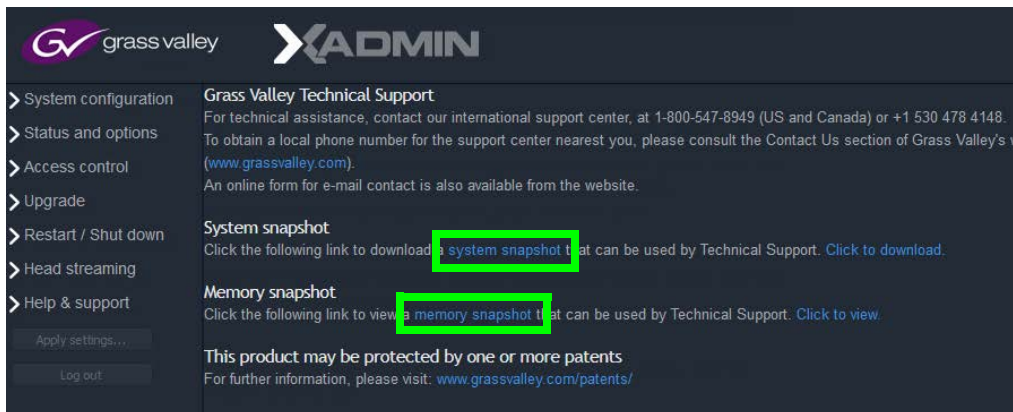 GV grass valley XADMIN
System configuration
Status and options
Access control
Upgrade
Restart / Shut down
Head streaming
Help & support
Apply settings...
Log out
Grass Valley Technical Support
For technical assistance, contact our international support center, at 1-800-547-8949 (US and Canada) or +1 530 478 4148.
To obtain a local phone number for the support center nearest you, please consult the Contact Us section of Grass Valley's
(www.grassvalley.com).
An online form for e-mail contact is also available from the website.
System snapshot
Click the following link to download a system snapshot that can be used by Technical Support. Click to download.
Memory snapshot
Click the following link to view a memory snapshot that can be used by Technical Support. Click to view.
This product may be protected by one or more patents
For further information, please visit: www.grassvalley.com/patents/